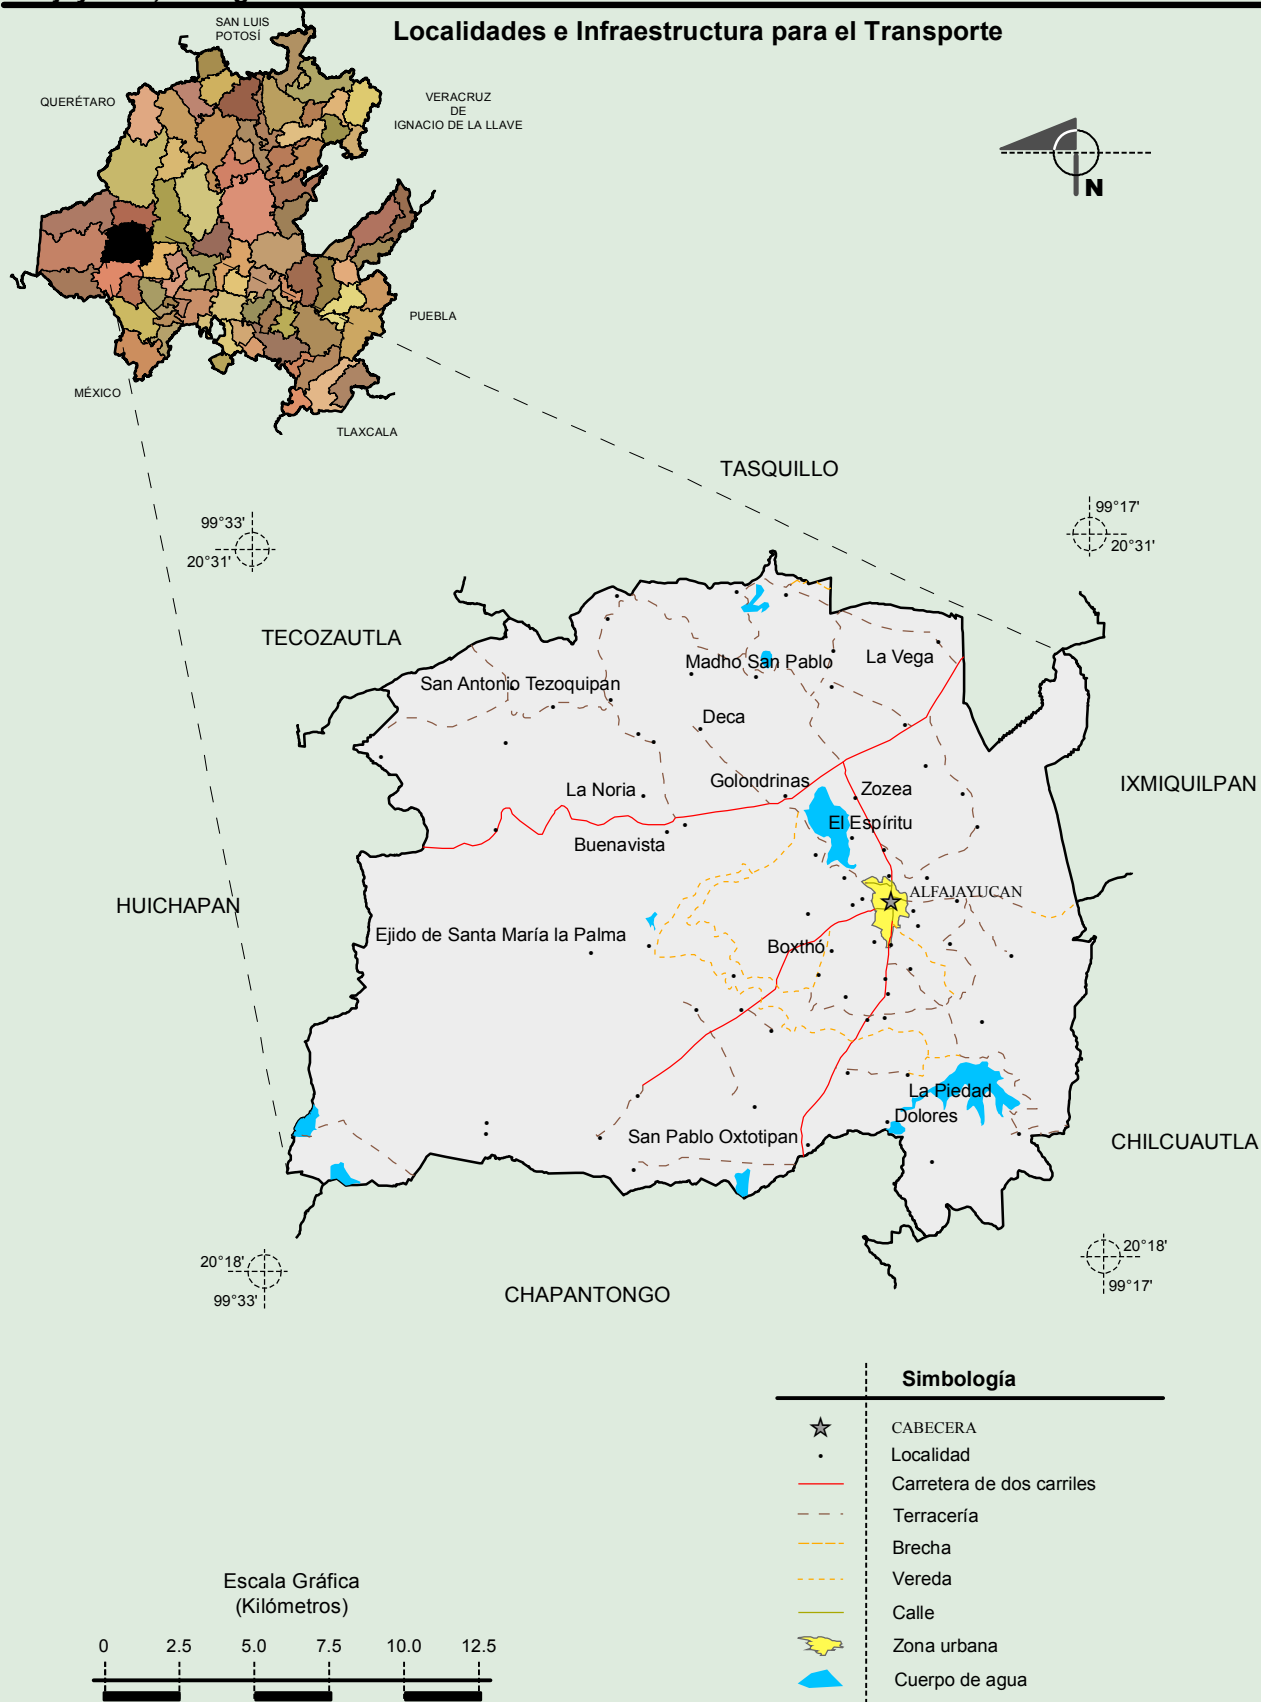 Localidades e Infraestructura para el Transporte
SAN LUIS
POTOSÍ
QUERÉTARO
VERACRUZ
DE
IGNACIO DE LA LLAVE
N
PUEBLA
MÉXICO
TLAXCALA
TASQUILLO
99°33'
20°31'
99°17'
20°31'
TECOZAUTLA
Madho San Pablo
La Vega
San Antonio Tezoquipan
Deca
IXMIQUILPAN
Golondrinas
La Noria
Zozea
El Espíritu
Buenavista
ALFAJAYUCAN
HUICHAPAN
Ejido de Santa María la Palma
Boxthó
La Piedad
Dolores
San Pablo Oxtotipan
CHILCUAUTLA
20°18'
99°33'
20°18'
99°17'
CHAPANTONGO
Simbología
CABECERA
Localidad
Carretera de dos carriles
Terracería
Brecha
Vereda
Calle
Zona urbana
Cuerpo de agua
Escala Gráfica
(Kilómetros)
0 2.5 5.0 7.5 10.0 12.5